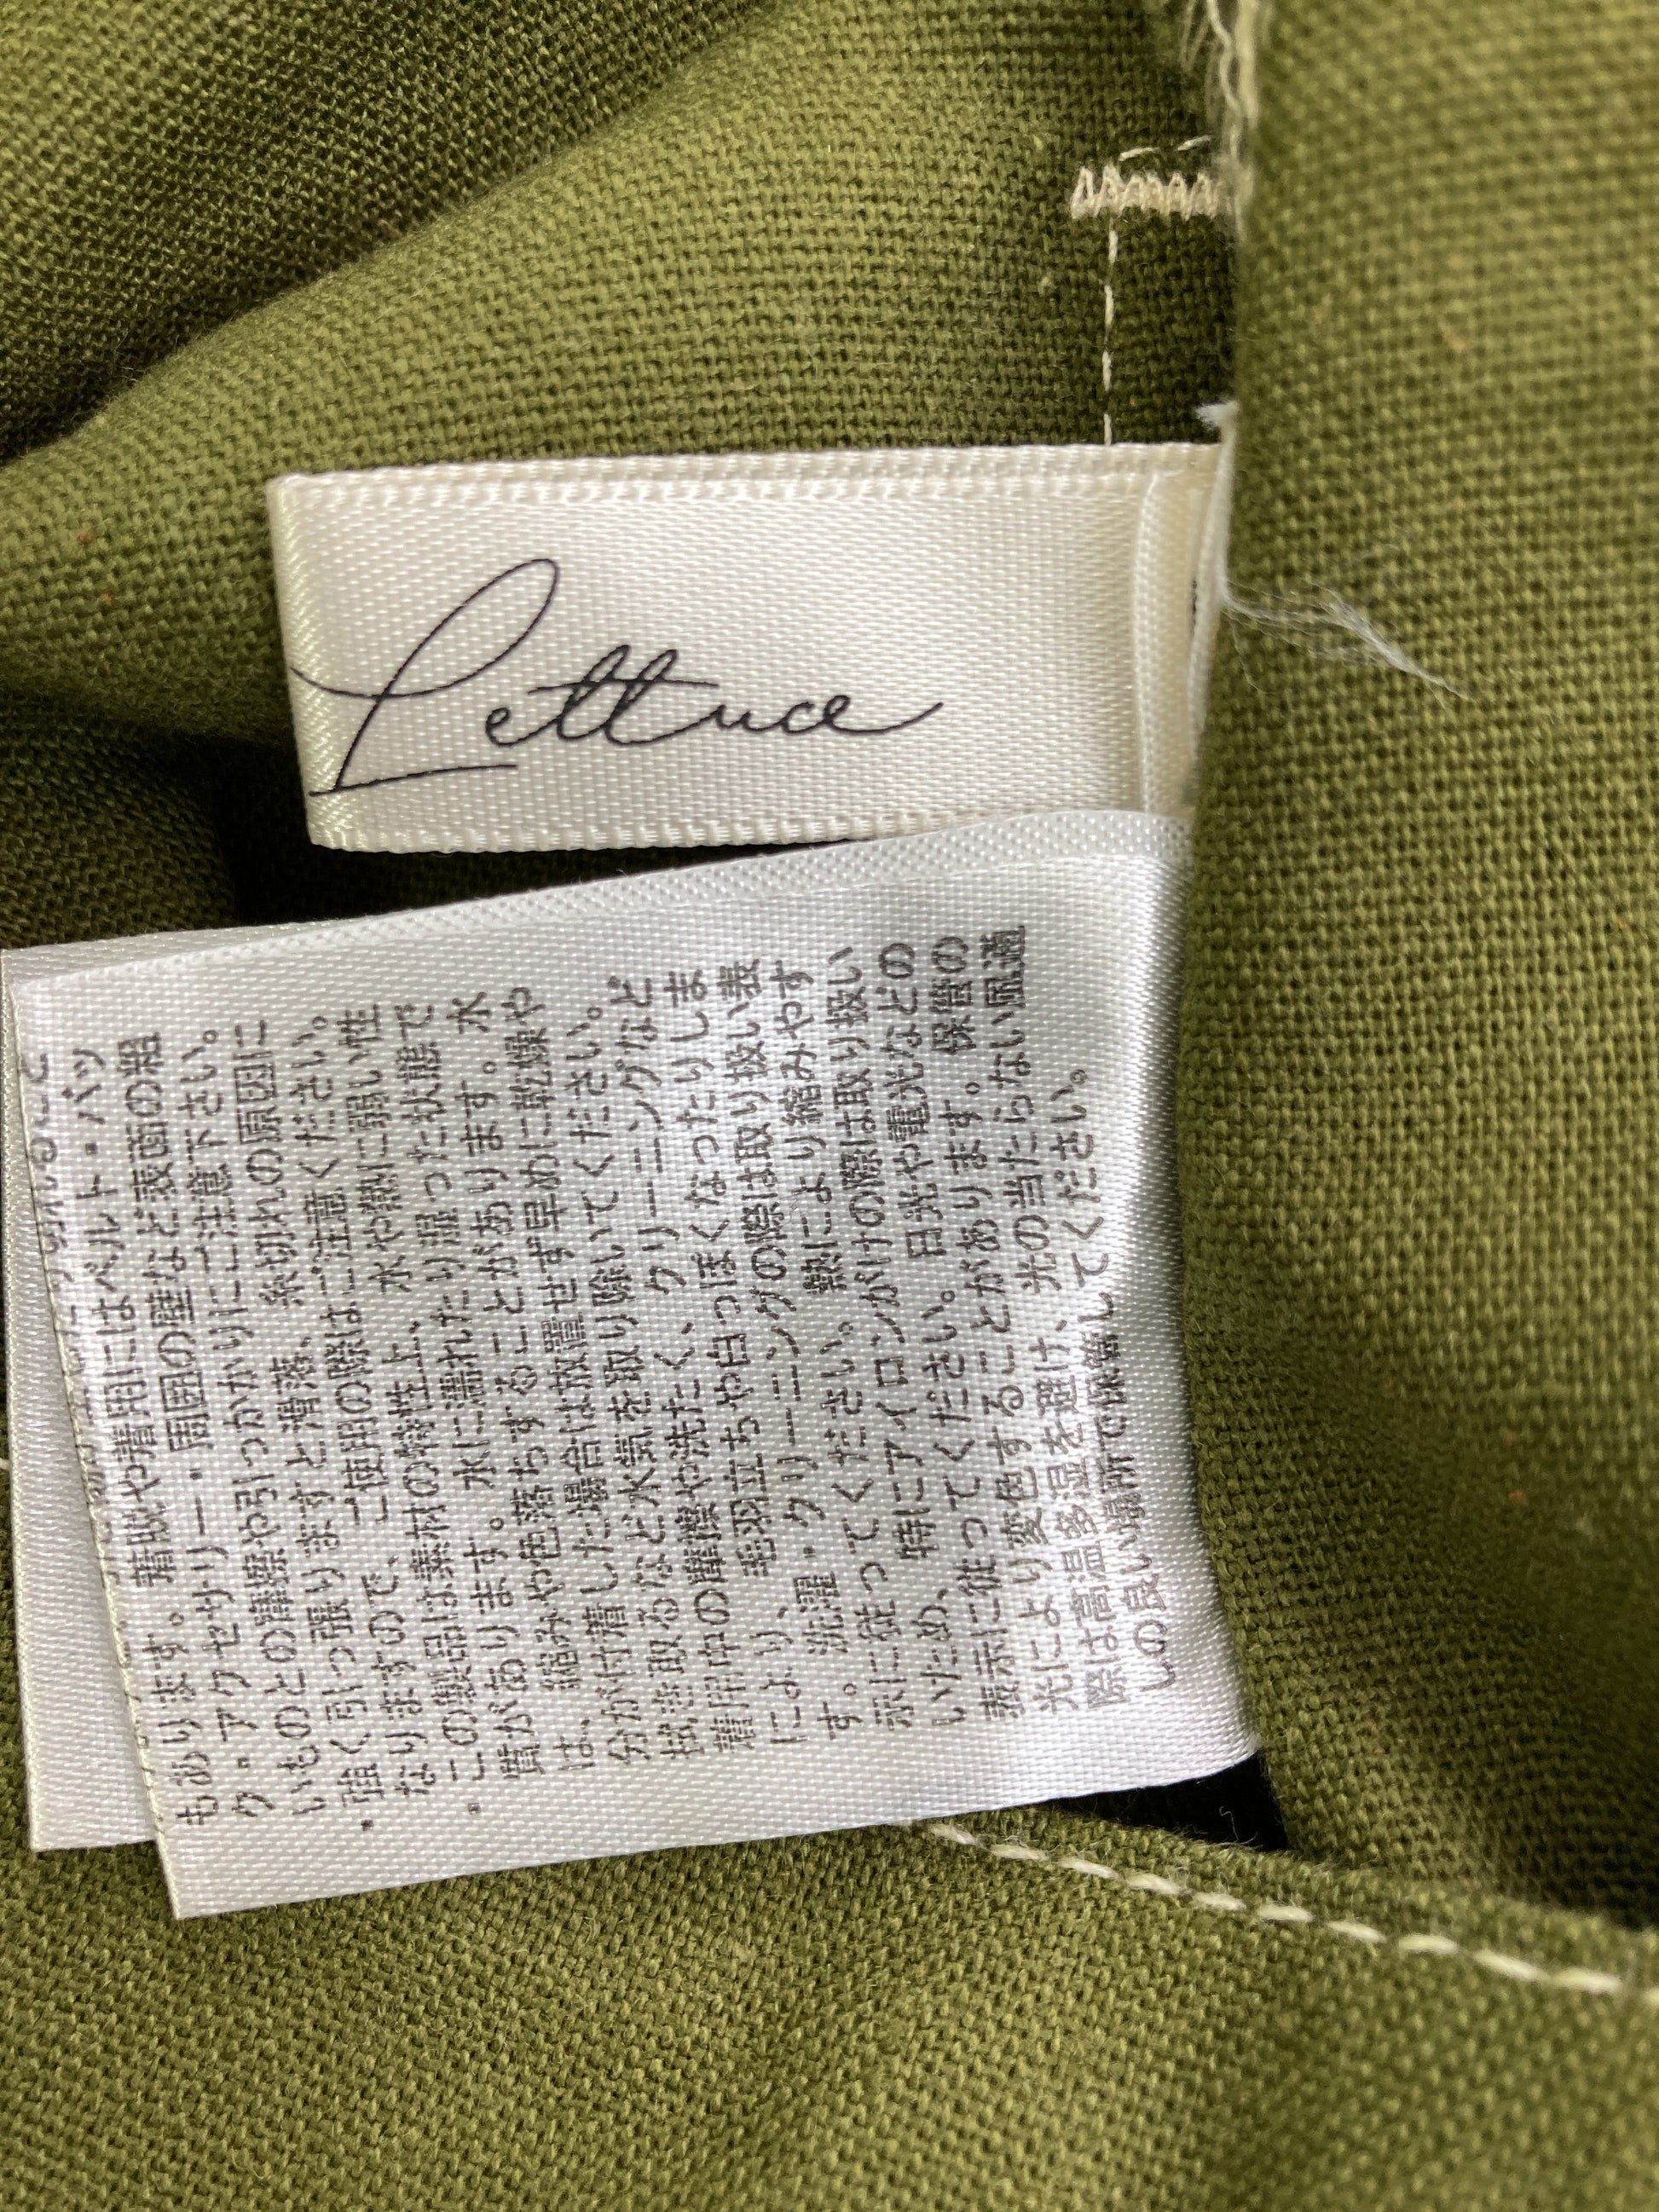 Lettuce
もあります。 着脱や着用にはベルト・バッ
グ・アクセサリー・周囲の壁など表面の粗
いものとの摩擦や引っかかりにご注意下さい。
・強く引っ張りますと滑落、糸切れの原因に
なりますので、ご使用の際はご注意ください。
・この製品は素材の特性上、水や熱に弱い性
質があります。水に濡れたり湿った状態で
は、縮みや色落ちすることがあります。水
分が付着した場合は放置せず早めに乾燥や
拭き取るなど水気を取り除いてください。
着用中の摩擦や洗たく、クリーニングなど
により、毛羽立ちや白っぽくなったりしま
す。洗濯・クリーニングの際は取り扱い表
示に従ってください。熱により縮みやす
いため、特にアイロンがけの際は取り扱い
表示に従ってください。日光や電光などの
光により変色することがあります。保管の
際は高温多湿を避け、光の当たらない風通
しの良い場所で保管してください。